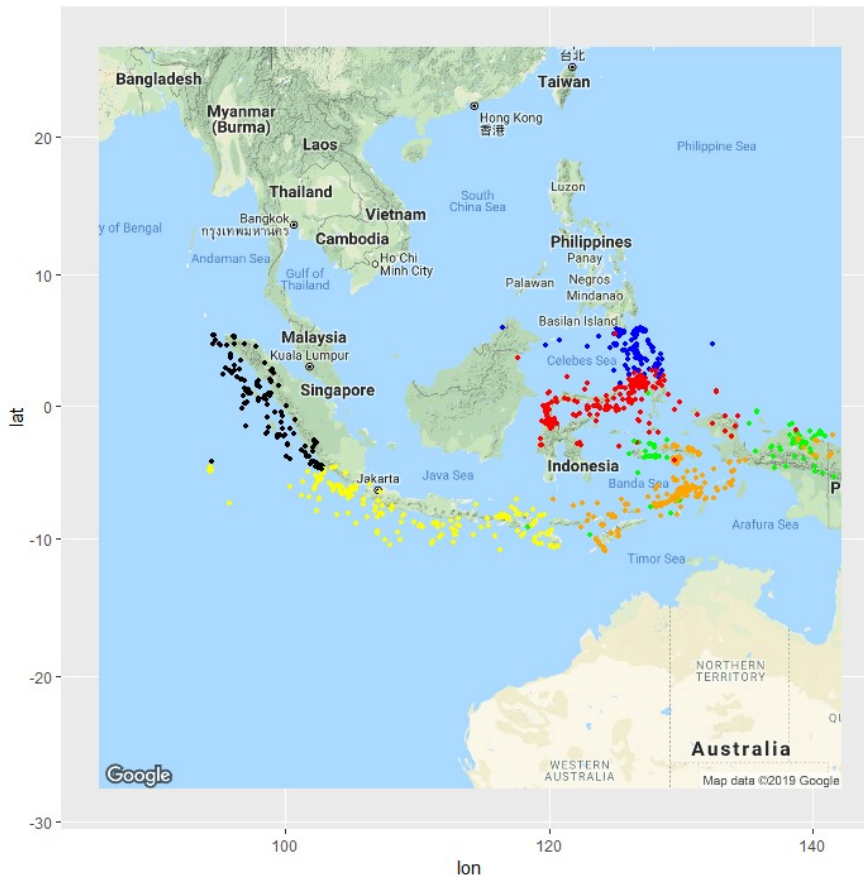 台北
Bangladesh
Taiwan
Myanmar
(Burma)
Hong Kong
香港
20
Laos
Philippine Sea
Thailand
Luzon
South
China Sea
Vietnam
Bangkok
กรุงเทพมหานคร
y of Bengal
Cambodia
Philippines
Andaman Sea
Ho Chi
Minh City
Panay
10
Gulf of
Thailand
Palawan
Negros
Mindanao
Basilan Island
Malaysia
Kuala Lumpur
Celebes Sea
Singapore
lat
0
Indonesia
Jakarta
Java Sea
Banda Sea
P
Arafura Sea
-10
Timor Sea
NORTHERN
TERRITORY
-20
QU
Australia
WESTERN
AUSTRALIA
Google
Map data ©2019 Google
-30
100
120
140
lon